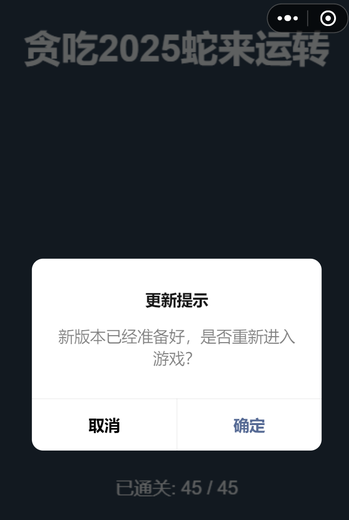 贪吃2025蛇来运转
更新提示
新版本已经准备好，是否重新进入
游戏？
取消
确定
已通关: 45 / 45